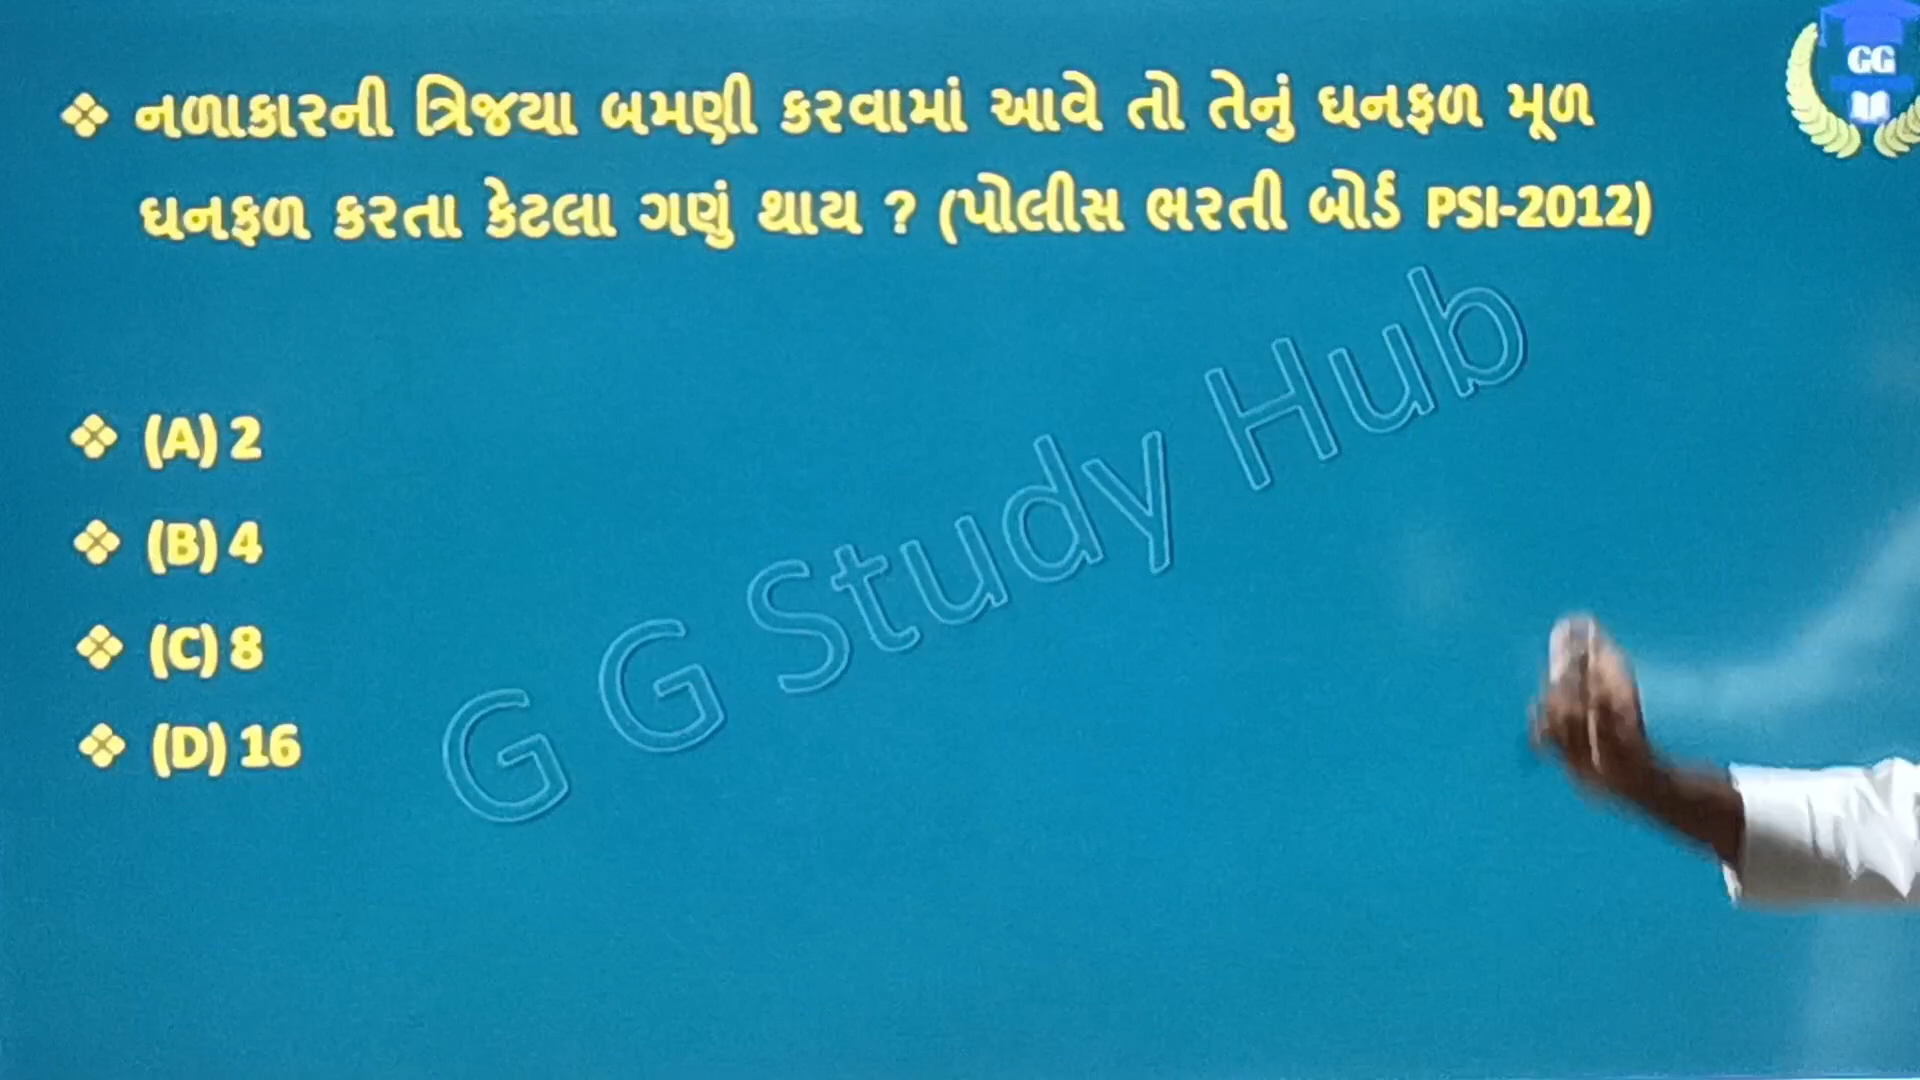 GG
❖ નળાકારની ત્રિજ્યા બમણી કરવામાં આવે તો તેનું ઘનફળ મૂળ
ઘનફળ કરતા કેટલા ગણું થાય ? (પોલીસ ભરતી બોર્ડ PSI-2012)
❖ (A) 2
❖ (B) 4
❖ (C) 8
❖ (D) 16
G G Study Hub